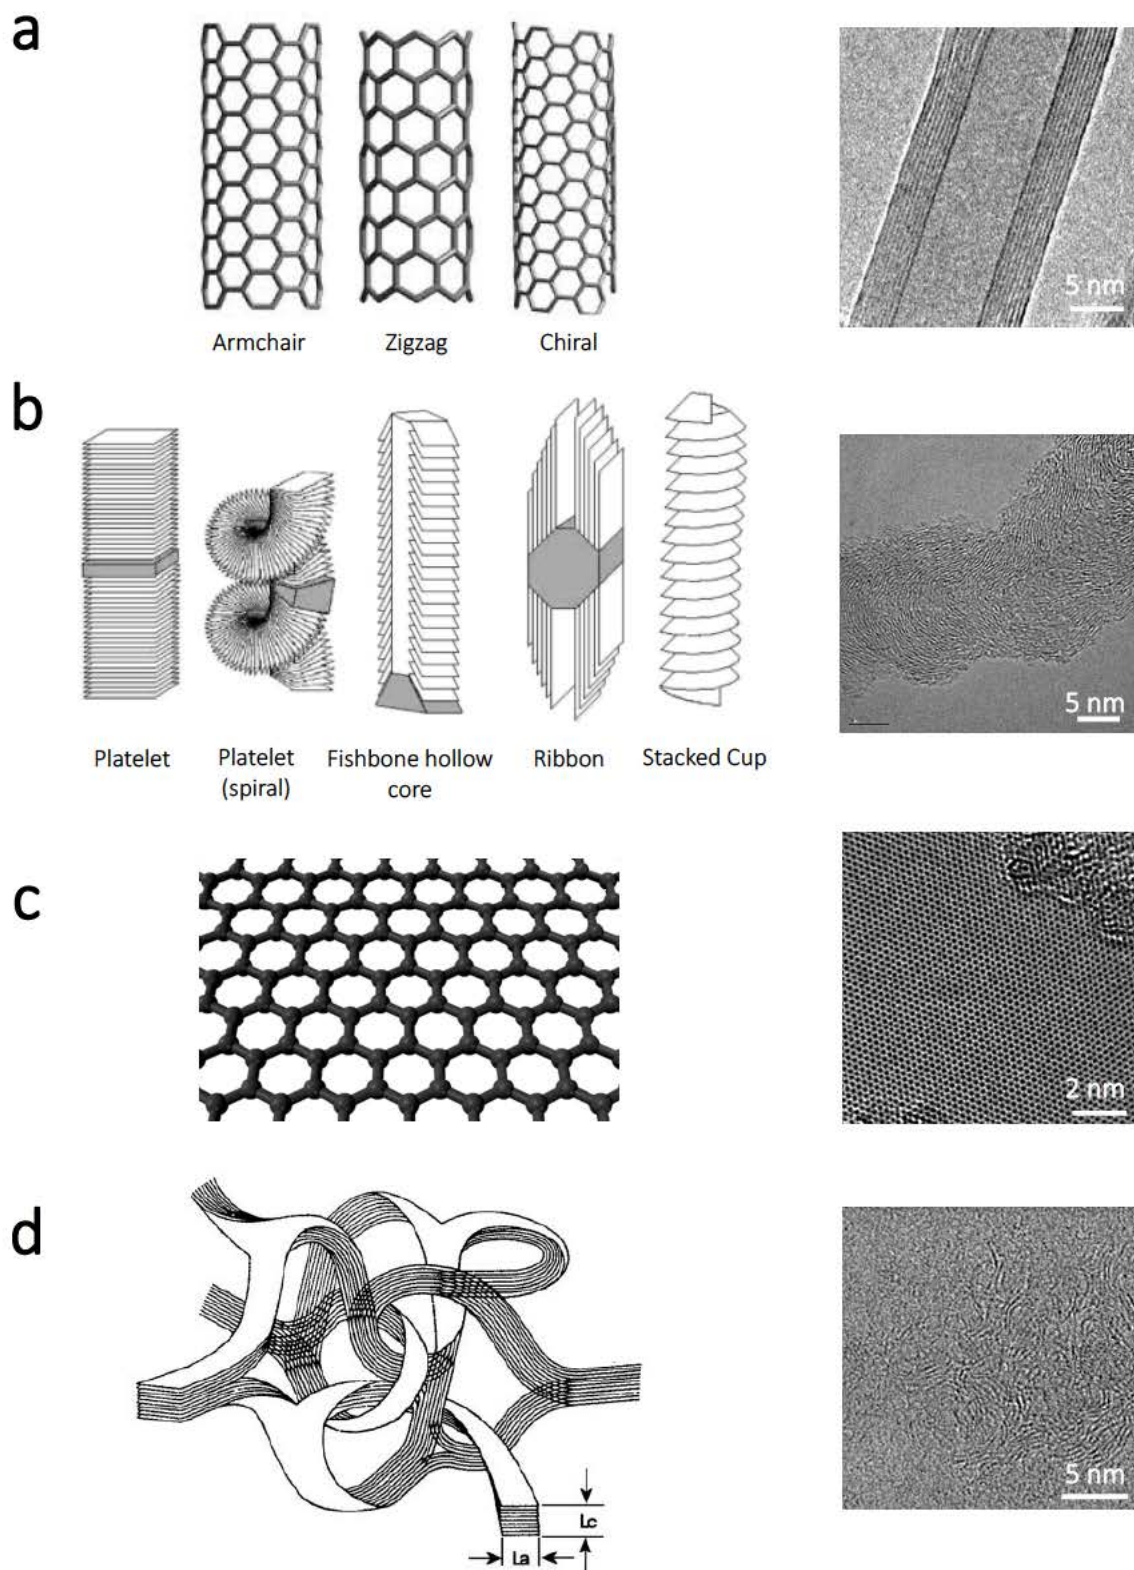 a
Armchair
Zigzag
Chiral
5 nm
b
Platelet
Platelet
(spiral)
Fishbone hollow
core
Ribbon
Stacked Cup
5 nm
c
2 nm
d
Lc
La
5 nm